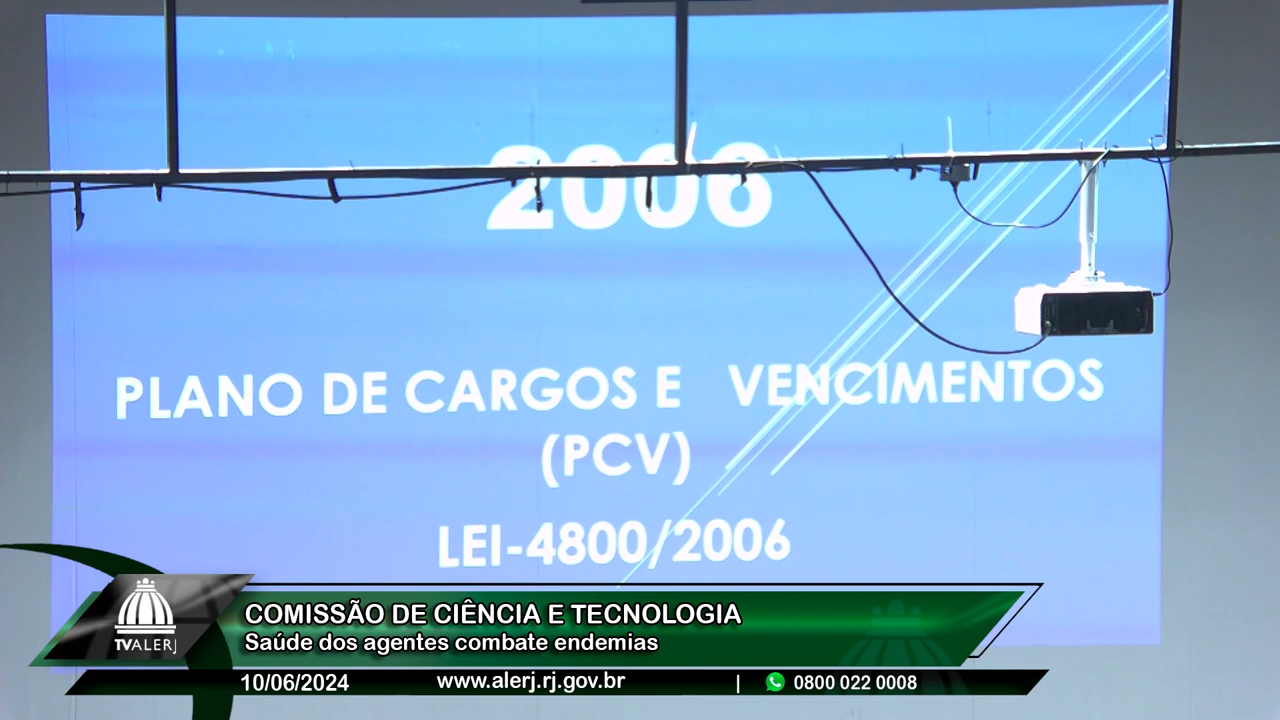 2006
PLANO DE CARGOS E VENCIMENTOS
(PCV)
LEI-4800/2006
COMISSÃO DE CIÊNCIA E TECNOLOGIA
Saúde dos agentes combate endemias
TVALERJ
10/06/2024 www.alerj.rj.gov.br | 0800 022 0008